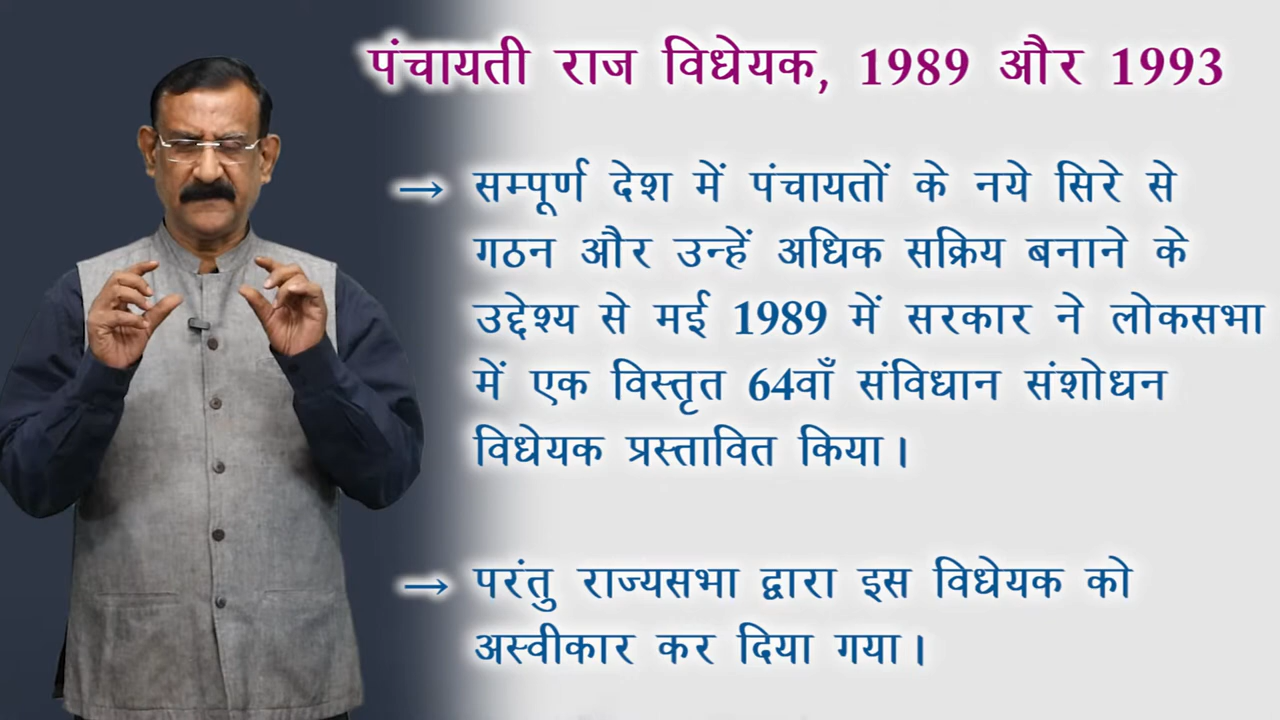 पंचायती राज विधेयक, 1989 और 1993
→ सम्पूर्ण देश में पंचायतों के नये सिरे से
गठन और उन्हें अधिक सक्रिय बनाने के
उद्देश्य से मई 1989 में सरकार ने लोकसभा
में एक विस्तृत 64वाँ संविधान संशोधन
विधेयक प्रस्तावित किया।
→ परंतु राज्यसभा द्वारा इस विधेयक को
अस्वीकार कर दिया गया।